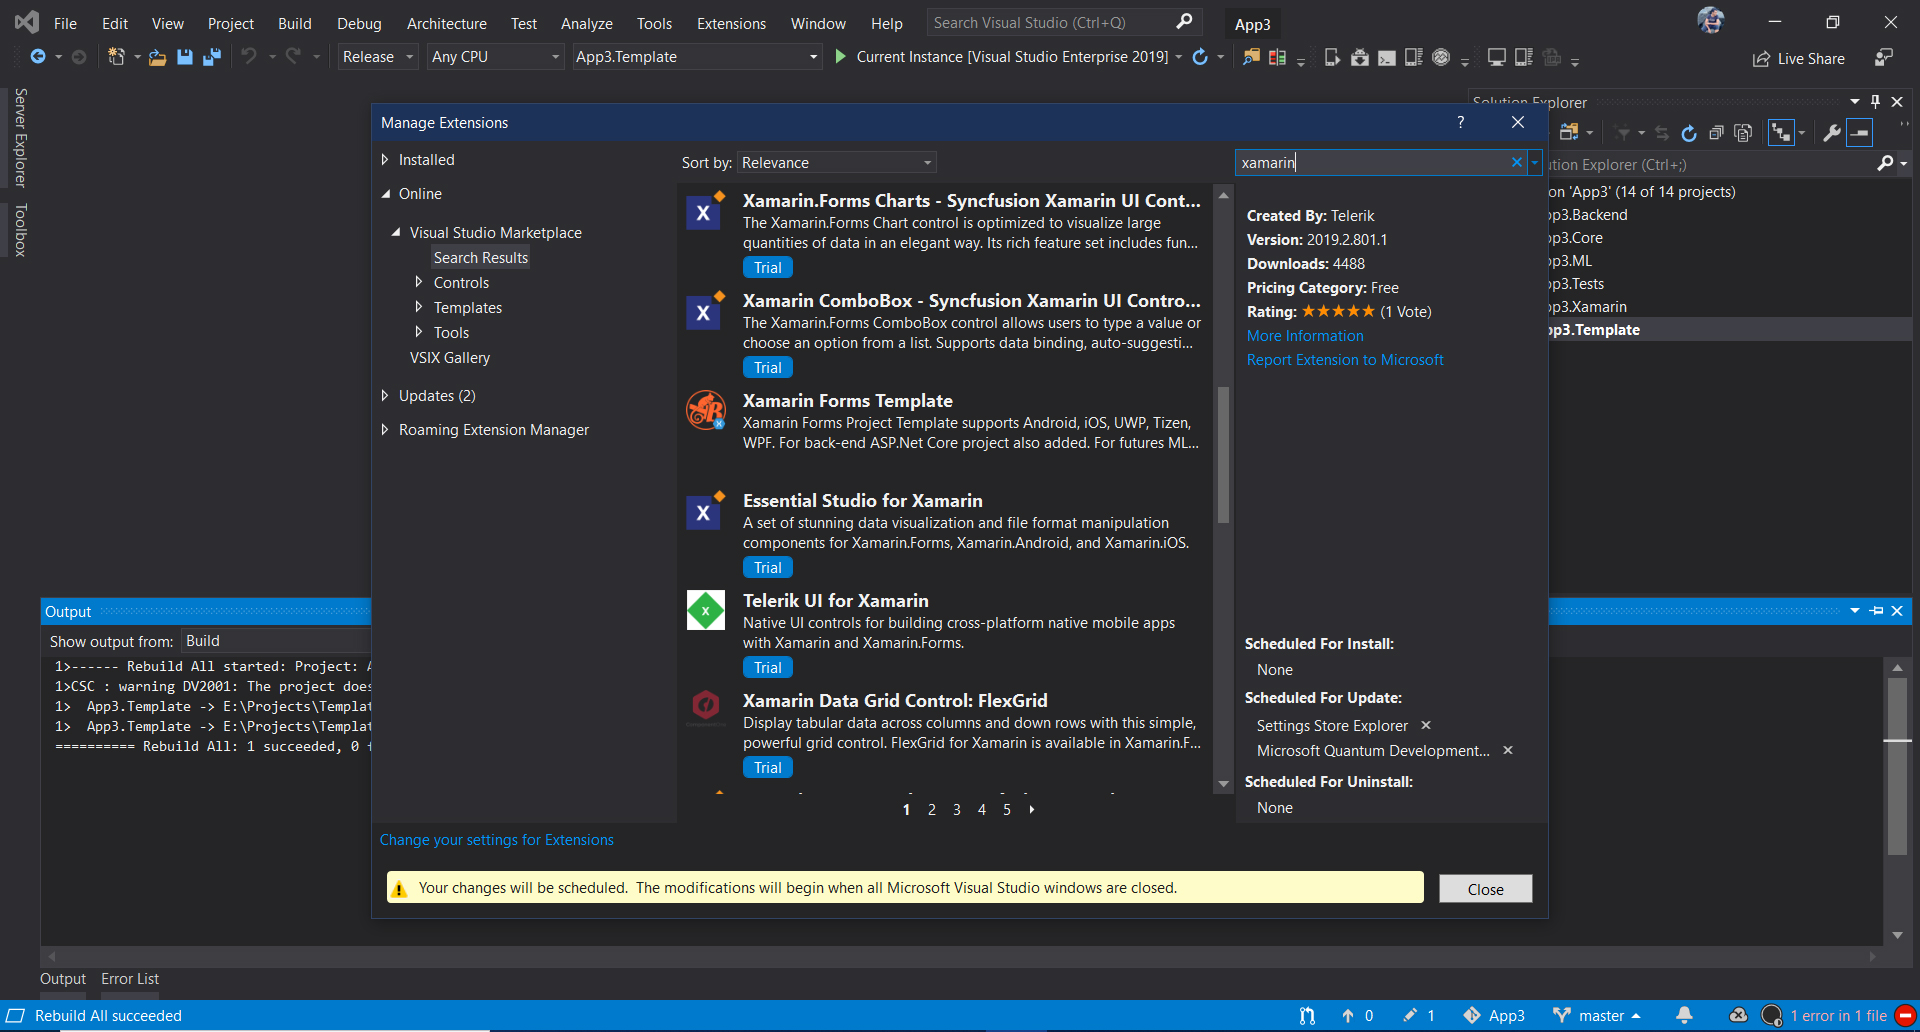 File Edit View Project Build Debug Architecture Test Analyze Tools Extensions Window Help Search Visual Studio (Ctrl+Q) App3
Release Any CPU App3.Template Current Instance [Visual Studio Enterprise 2019] Live Share
Server Explorer
Toolbox
Solution Explorer
ution Explorer (Ctrl+;)
on 'App3' (14 of 14 projects)
pp3.Backend
pp3.Core
pp3.ML
pp3.Tests
pp3.Xamarin
pp3.Template
Manage Extensions
Installed
Online
Visual Studio Marketplace
Search Results
Controls
Templates
Tools
VSIX Gallery
Updates (2)
Roaming Extension Manager
Sort by: Relevance
xamarin
Xamarin.Forms Charts - Syncfusion Xamarin UI Cont...
The Xamarin.Forms Chart control is optimized to visualize large
quantities of data in an elegant way. Its rich feature set includes fun...
Trial
Xamarin ComboBox - Syncfusion Xamarin UI Contro...
The Xamarin.Forms ComboBox control allows users to type a value or
choose an option from a list. Supports data binding, auto-suggesti...
Trial
Xamarin Forms Template
Xamarin Forms Project Template supports Android, iOS, UWP, Tizen,
WPF. For back-end ASP.Net Core project also added. For futures ML...
Essential Studio for Xamarin
A set of stunning data visualization and file format manipulation
components for Xamarin.Forms, Xamarin.Android, and Xamarin.iOS.
Trial
Telerik UI for Xamarin
Native UI controls for building cross-platform native mobile apps
with Xamarin and Xamarin.Forms.
Trial
Xamarin Data Grid Control: FlexGrid
Display tabular data across columns and down rows with this simple,
powerful grid control. FlexGrid for Xamarin is available in Xamarin.F...
Trial
1 2 3 4 5
Created By: Telerik
Version: 2019.2.801.1
Downloads: 4488
Pricing Category: Free
Rating: ★★★★★ (1 Vote)
More Information
Report Extension to Microsoft
Scheduled For Install:
None
Scheduled For Update:
Settings Store Explorer
Microsoft Quantum Development...
Scheduled For Uninstall:
None
Change your settings for Extensions
Your changes will be scheduled. The modifications will begin when all Microsoft Visual Studio windows are closed.
Close
Output
Show output from: Build
1>------ Rebuild All started: Project: A
1>CSC : warning DV2001: The project does
1> App3.Template -> E:\Projects\Templat
1> App3.Template -> E:\Projects\Templat
========== Rebuild All: 1 succeeded, 0 f
Output Error List
Rebuild All succeeded 0 1 App3 master 1 error in 1 file